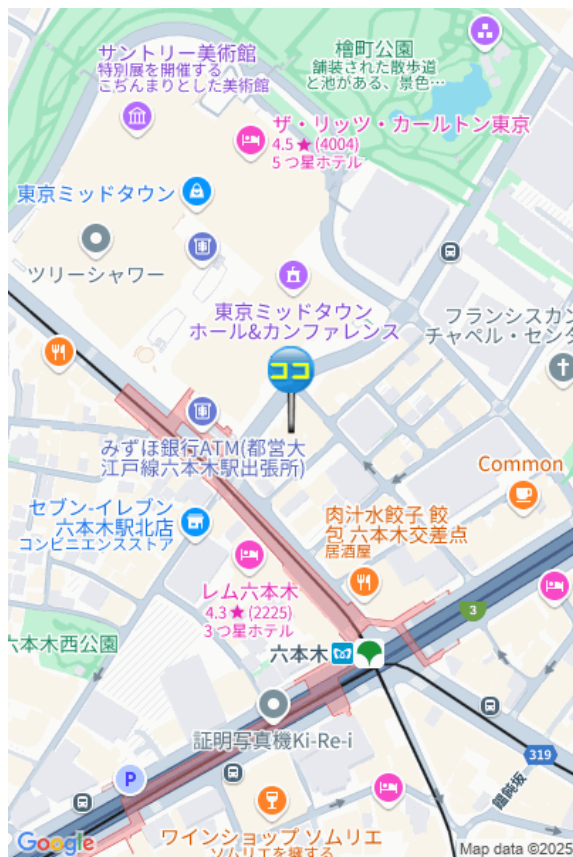 サントリー美術館
特別展を開催する
こぢんまりとした美術館
檜町公園
舗装された散歩道
と池がある、景色…
ザ・リッツ・カールトン東京
4.5★(4004)
5 つ星ホテル
東京ミッドタウン
ツリーシャワー
東京ミッドタウン
ホール&カンファレンス
フランシスカン
チャペル・センタ
ココ
みずほ銀行ATM(都営大
江戸線六本木駅出張所)
Common
セブン-イレブン
六本木駅北店
コンビニエンスストア
肉汁水餃子 餃
包 六本木交差点
居酒屋
レム六本木
4.3★(2225)
3 つ星ホテル
3
六本木西公園
六本木
証明写真機Ki-Re-i
319
饂飩坂
P
ワインショップ ソムリエ
ソムリエを擁する
Google
Map data ©2025